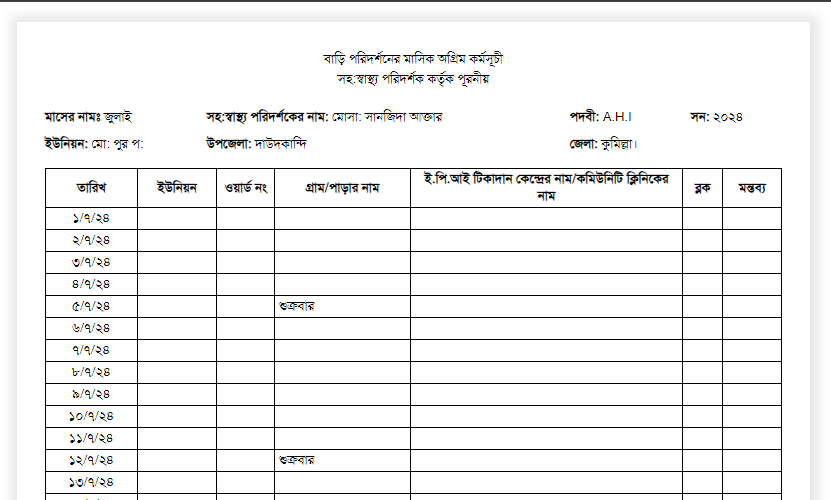 বাড়ি পরিদর্শনের মাসিক অগ্রিম কর্মসূচী
সহ:স্বাস্থ্য পরিদর্শক কর্তৃক পূরনীয়
মাসের নামঃ জুলাই সহ:স্বাস্থ্য পরিদর্শকের নাম: মোসা: সানজিদা আক্তার পদবী: A.H.I সন: ২০২৪
ইউনিয়ন: মো: পুর প: উপজেলা: দাউদকান্দি জেলা: কুমিল্লা।
তারিখ ইউনিয়ন ওয়ার্ড নং গ্রাম/পাড়ার নাম ই.পি.আই টিকাদান কেন্দ্রের নাম/কমিউনিটি ক্লিনিকের নাম ব্লক মন্তব্য
১/৭/২৪
২/৭/২৪
৩/৭/২৪
৪/৭/২৪
৫/৭/২৪ শুক্রবার
৬/৭/২৪
৭/৭/২৪
৮/৭/২৪
৯/৭/২৪
১০/৭/২৪
১১/৭/২৪
১২/৭/২৪ শুক্রবার
১৩/৭/২৪